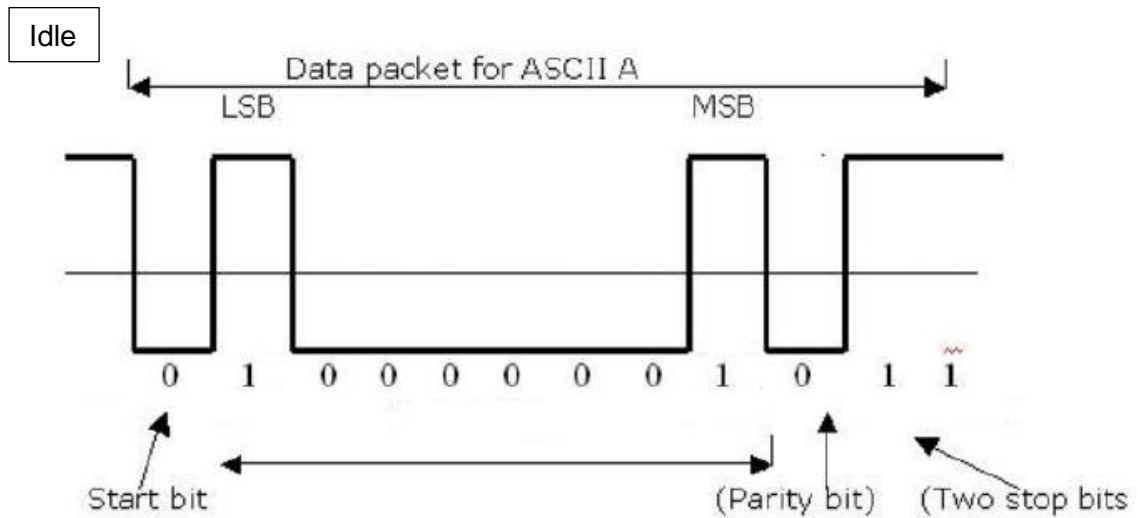 Idle
Data packet for ASCII A
LSB MSB
0 1 0 0 0 0 0 0 1 0 1 1
Start bit (Parity bit) (Two stop bits